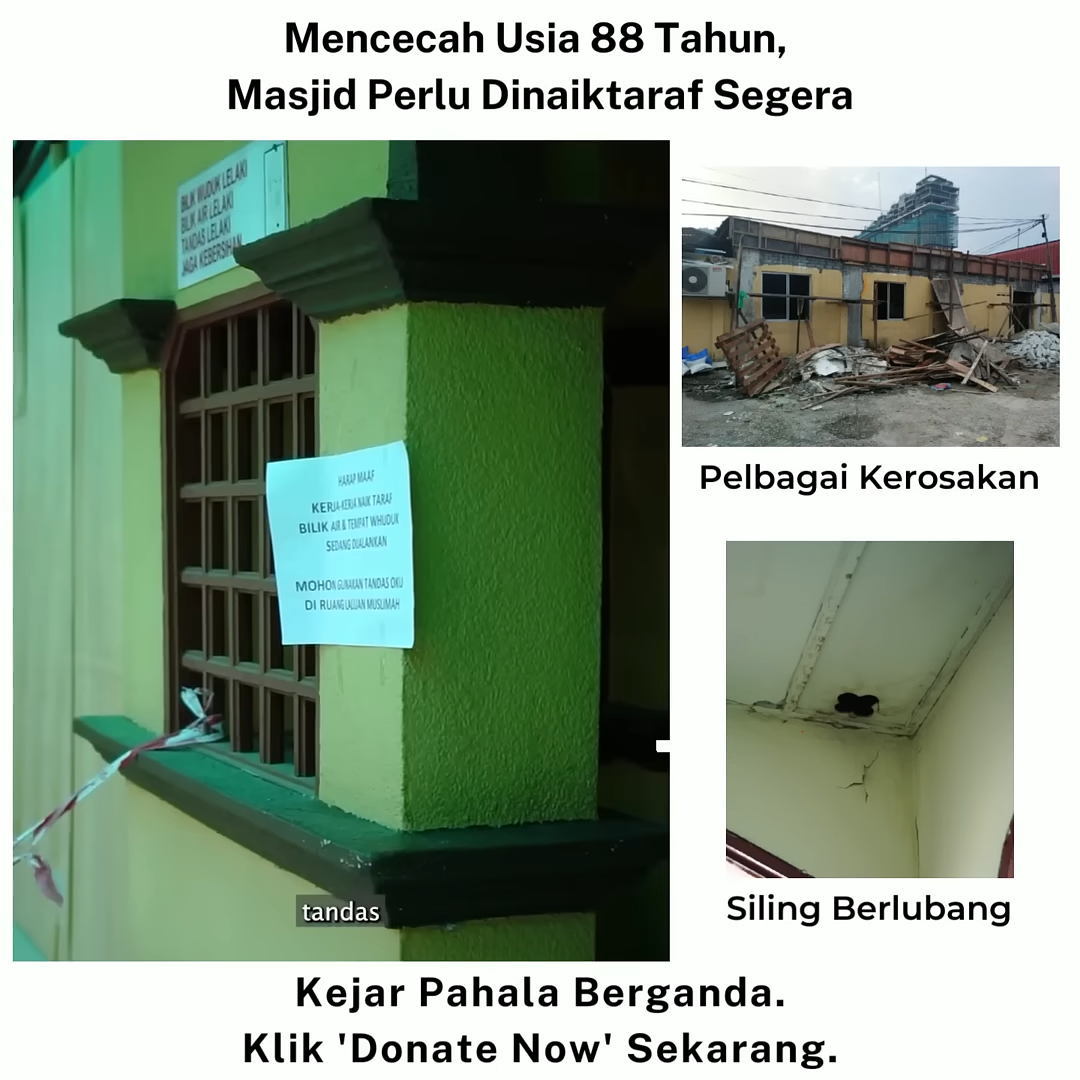 Mencecah Usia 88 Tahun,
Masjid Perlu Dinaiktaraf Segera
BILIK WUDUK LELAKI
BILIK AIR LELAKI
TANDAS LELAKI
JAGA KEBERSIHAN
HARAP MAAF
KERJA-KERJA NAIK TARAF
BILIK AIR & TEMPAT WHUDUK
SEDANG DIJALANKAN
MOHON GUNAKAN TANDAS OKU
DI RUANG LALUAN MUSLIMAH
tandas
Pelbagai Kerosakan
Siling Berlubang
Kejar Pahala Berganda.
Klik 'Donate Now' Sekarang.